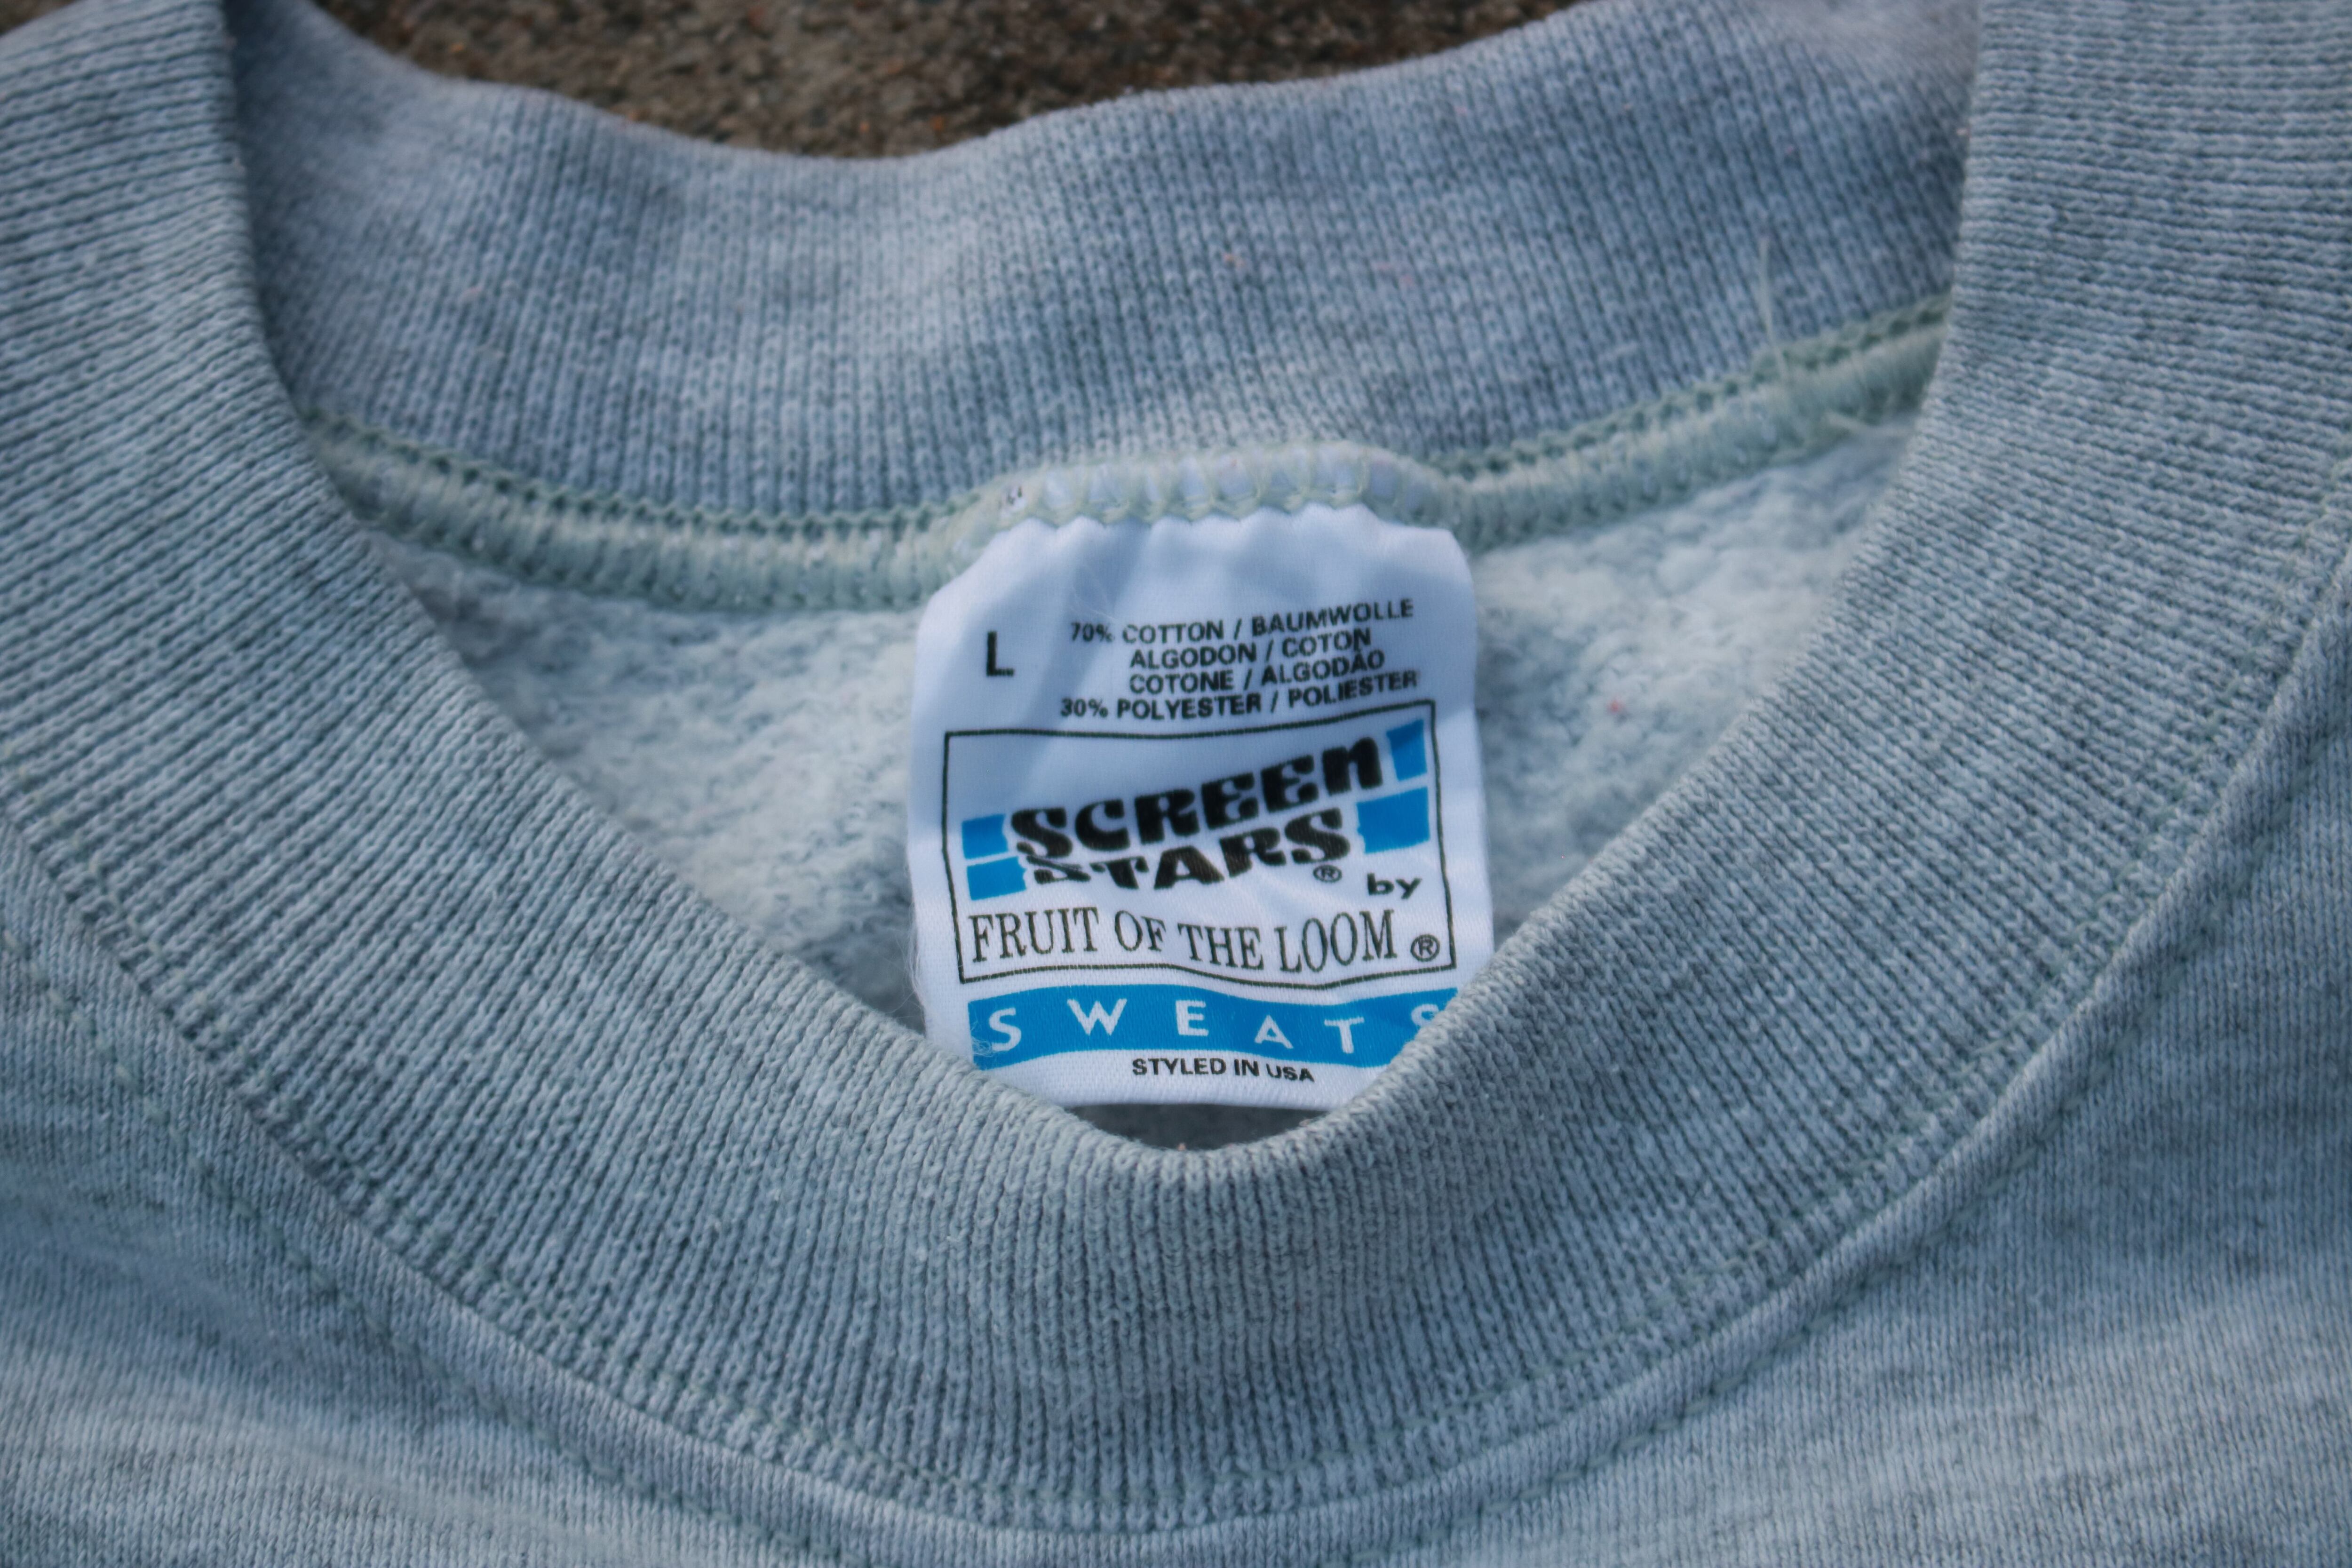 L
70% COTTON / BAUMWOLLE
ALGODON / COTON
COTONE / ALGODÃO
30% POLYESTER / POLIESTER
SCREEN
STARS® by
FRUIT OF THE LOOM®
SWEATS
STYLED IN USA